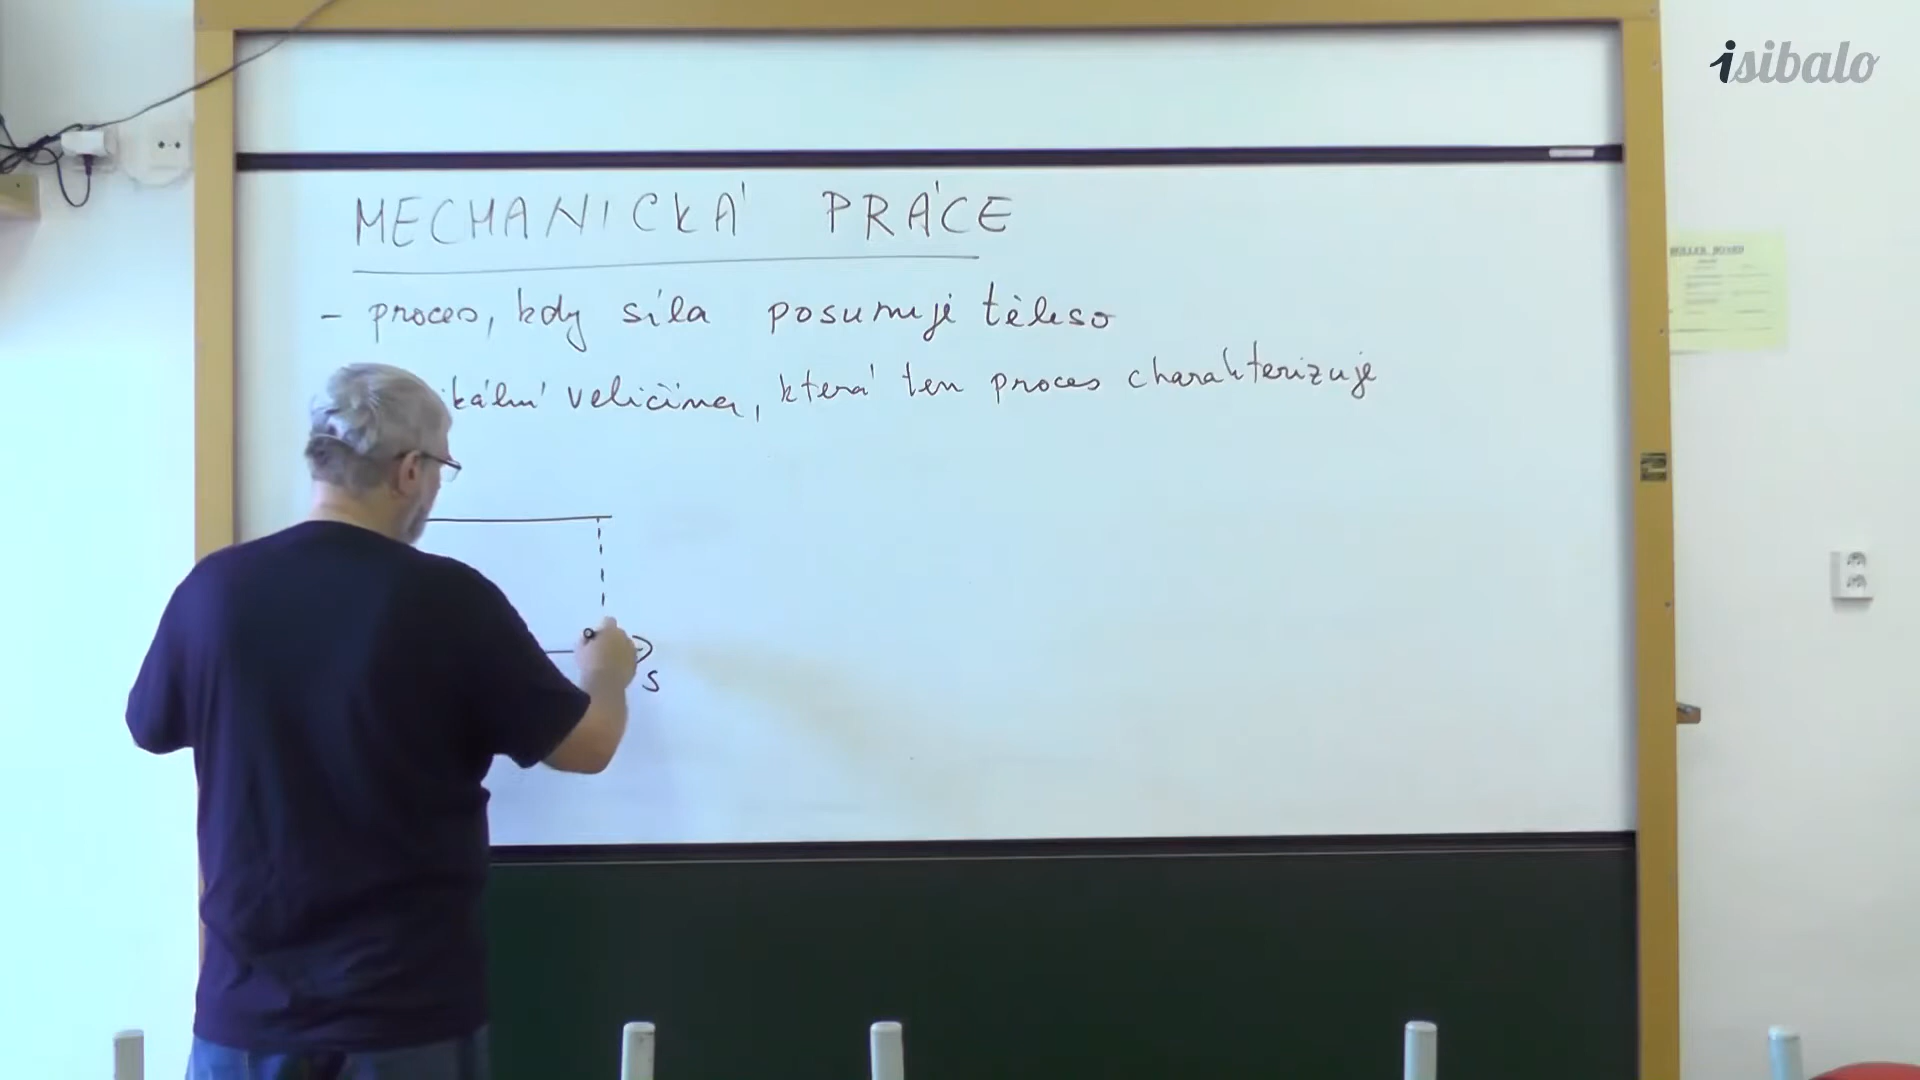 isibalo
MECHANICKÁ PRÁCE
- proces, kdy síla posunuje těleso
veličina, která ten proces charakterizuje
s